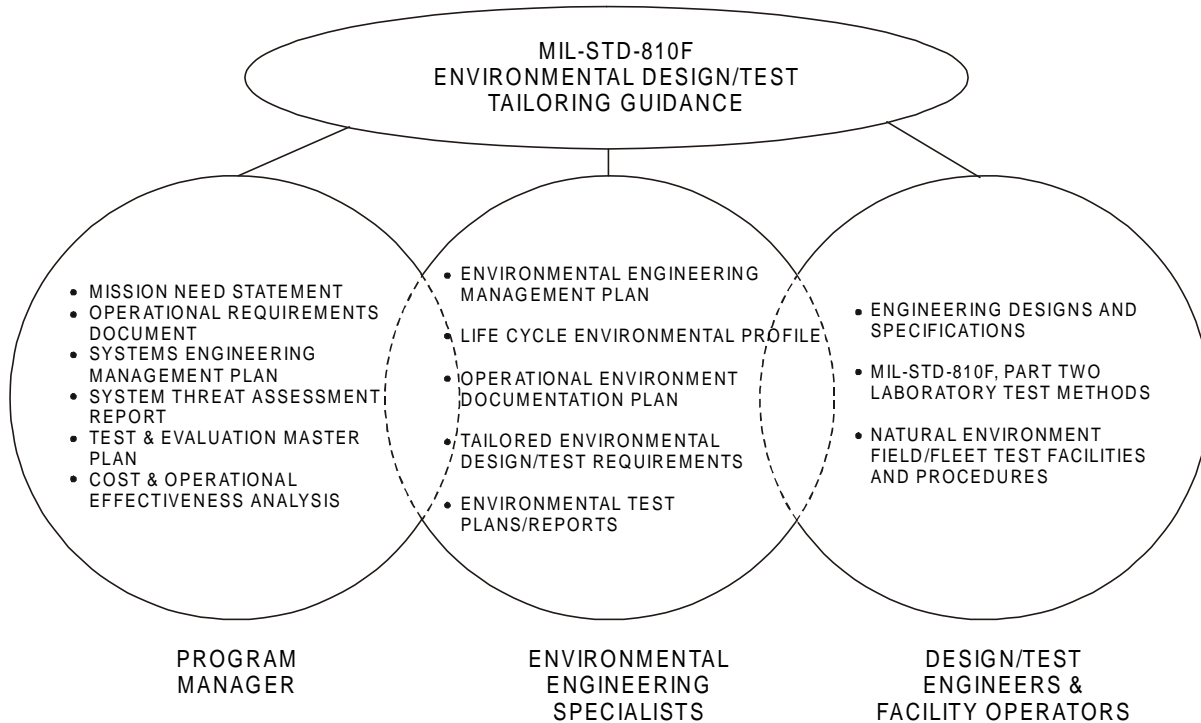 MIL-STD-810F
ENVIRONMENTAL DESIGN/TEST
TAILORING GUIDANCE
• MISSION NEED STATEMENT
• OPERATIONAL REQUIREMENTS
DOCUMENT
• SYSTEMS ENGINEERING
MANAGEMENT PLAN
• SYSTEM THREAT ASSESSMENT
REPORT
• TEST & EVALUATION MASTER
PLAN
• COST & OPERATIONAL
EFFECTIVENESS ANALYSIS
• ENVIRONMENTAL ENGINEERING
MANAGEMENT PLAN
• LIFE CYCLE ENVIRONMENTAL PROFILE
• OPERATIONAL ENVIRONMENT
DOCUMENTATION PLAN
• TAILORED ENVIRONMENTAL
DESIGN/TEST REQUIREMENTS
• ENVIRONMENTAL TEST
PLANS/REPORTS
• ENGINEERING DESIGNS AND
SPECIFICATIONS
• MIL-STD-810F, PART TWO
LABORATORY TEST METHODS
• NATURAL ENVIRONMENT
FIELD/FLEET TEST FACILITIES
AND PROCEDURES
PROGRAM
MANAGER
ENVIRONMENTAL
ENGINEERING
SPECIALISTS
DESIGN/TEST
ENGINEERS &
FACILITY OPERATORS